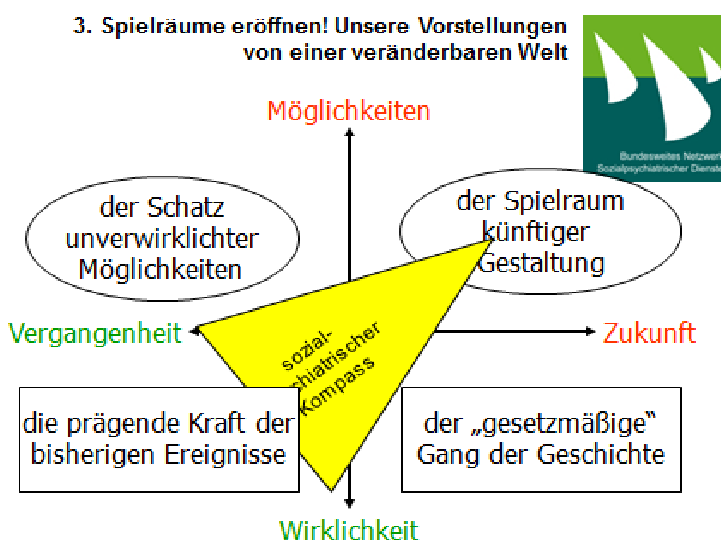 3. Spielräume eröffnen! Unsere Vorstellungen
von einer veränderbaren Welt
Bundesweites Netzwerk
Sozialpsychiatrischer Dienste
Möglichkeiten
der Schatz
unverwirklichter
Möglichkeiten
der Spielraum
künftiger
Gestaltung
Vergangenheit
Zukunft
sozial-
chiatrischer
Kompass
die prägende Kraft der
bisherigen Ereignisse
der „gesetzmäßige“
Gang der Geschichte
Wirklichkeit